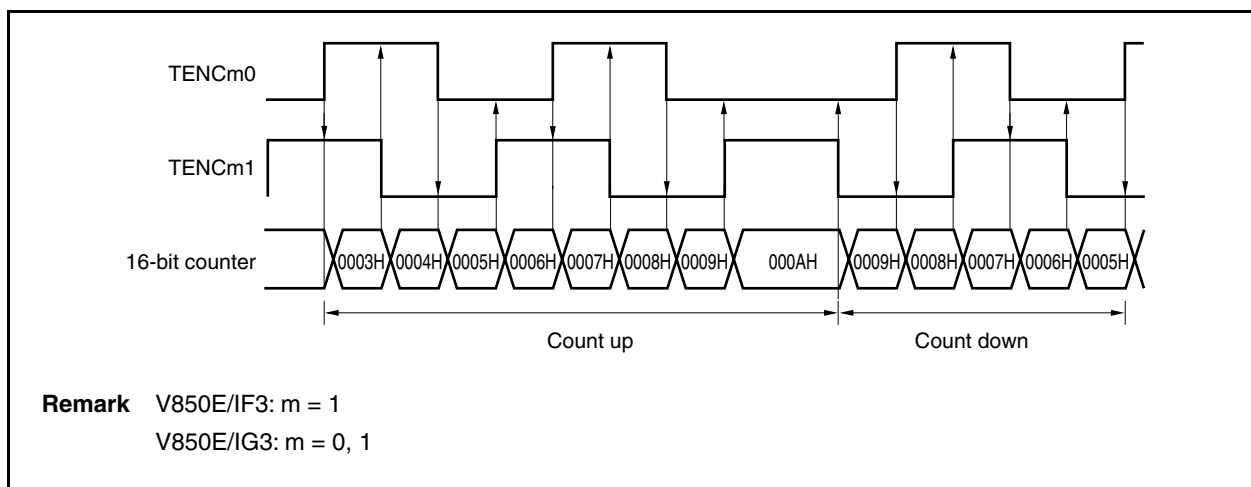 TENCm0
TENCm1
16-bit counter
0003H 0004H 0005H 0006H 0007H 0008H 0009H 000AH 0009H 0008H 0007H 0006H 0005H
Count up Count down
Remark V850E/IF3: m = 1
V850E/IG3: m = 0, 1